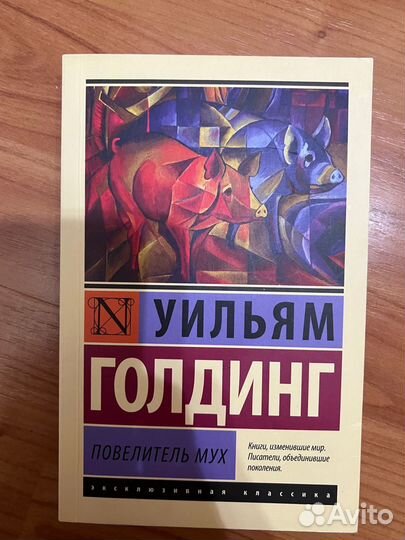 N
УИЛЬЯМ
ГОЛДИНГ
ПОВЕЛИТЕЛЬ МУХ
Книги, изменившие мир.
Писатели, объединившие
поколения.
эксклюзивная классика
Avito